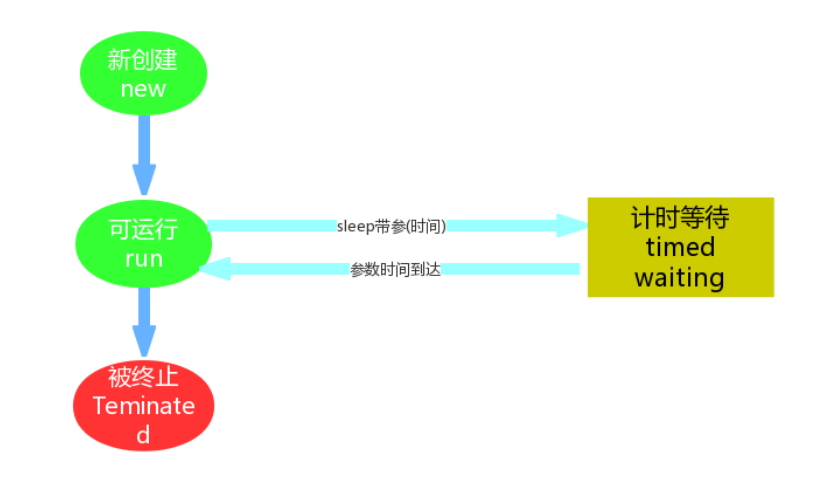 新创建
new
可运行
run
sleep带参(时间)
参数时间到达
计时等待
timed
waiting
被终止
Teminate
d